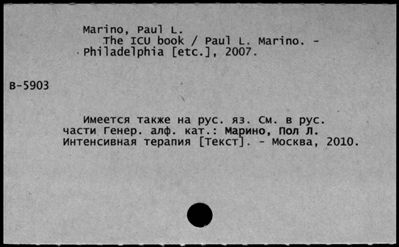 Marino, Paul L.
The ICU book / Paul L. Marino. -
Philadelphia [etc.], 2007.
B-5903
Имеется также на рус. яз. См. в рус.
части Генер. алф. кат.: Марино, Пол Л.
Интенсивная терапия [Текст]. - Москва, 2010.